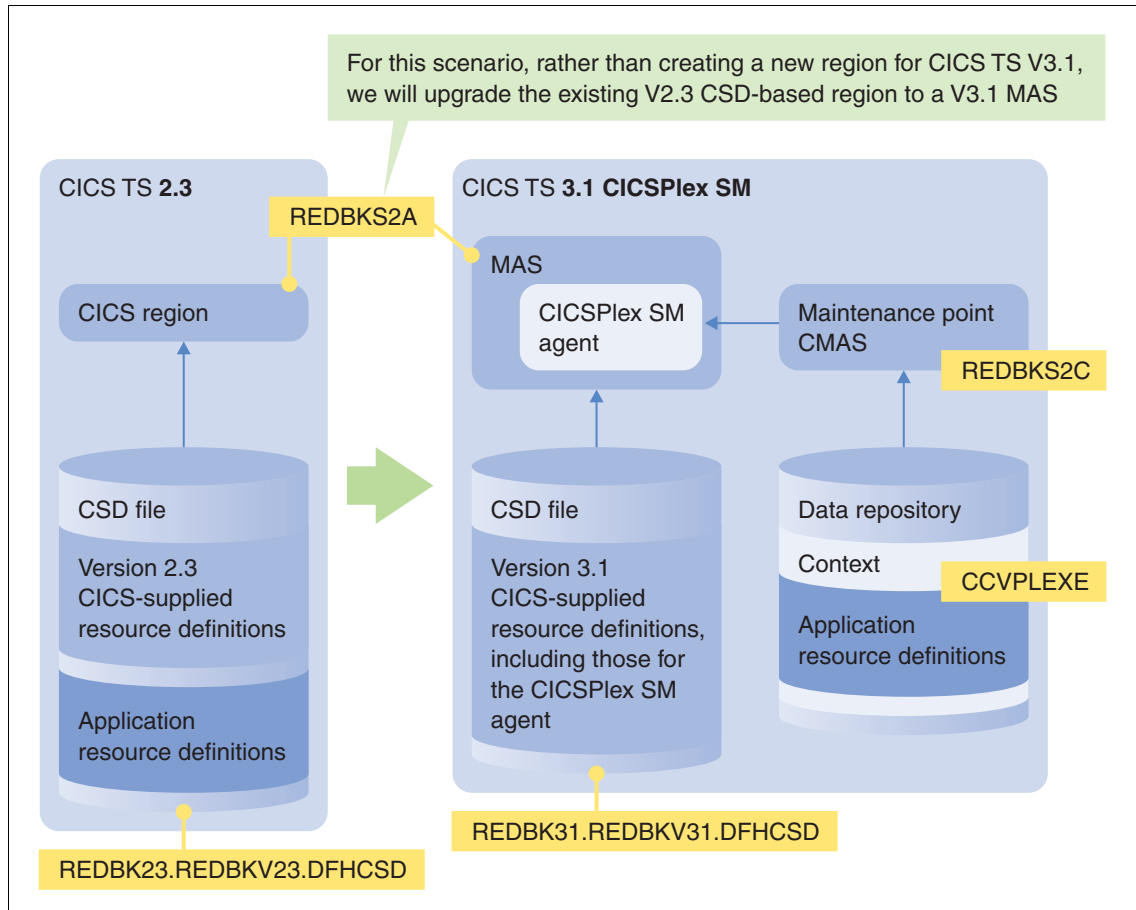 For this scenario, rather than creating a new region for CICS TS V3.1,
we will upgrade the existing V2.3 CSD-based region to a V3.1 MAS
CICS TS 2.3
REDBKS2A
CICS region
CSD file
Version 2.3
CICS-supplied
resource definitions
Application
resource definitions
REDBK23.REDBKV23.DFHCSD
CICS TS 3.1 CICSPlex SM
MAS
CICSPlex SM
agent
Maintenance point
CMAS
REDBKS2C
CSD file
Version 3.1
CICS-supplied
resource definitions,
including those for
the CICSPlex SM
agent
REDBK31.REDBKV31.DFHCSD
Data repository
Context
CCVPLEXE
Application
resource definitions